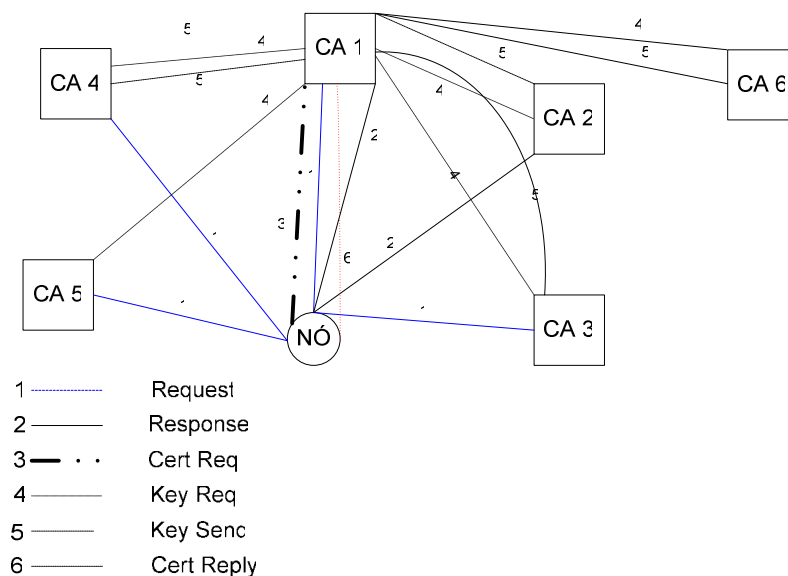 5
4
CA 1
4
5
CA 4
5
5
CA 6
4
4
CA 2
2
4
5
3
2
6
CA 5
CA 3
NÓ
1 Request
2 Response
3 Cert Req
4 Key Req
5 Key Send
6 Cert Reply